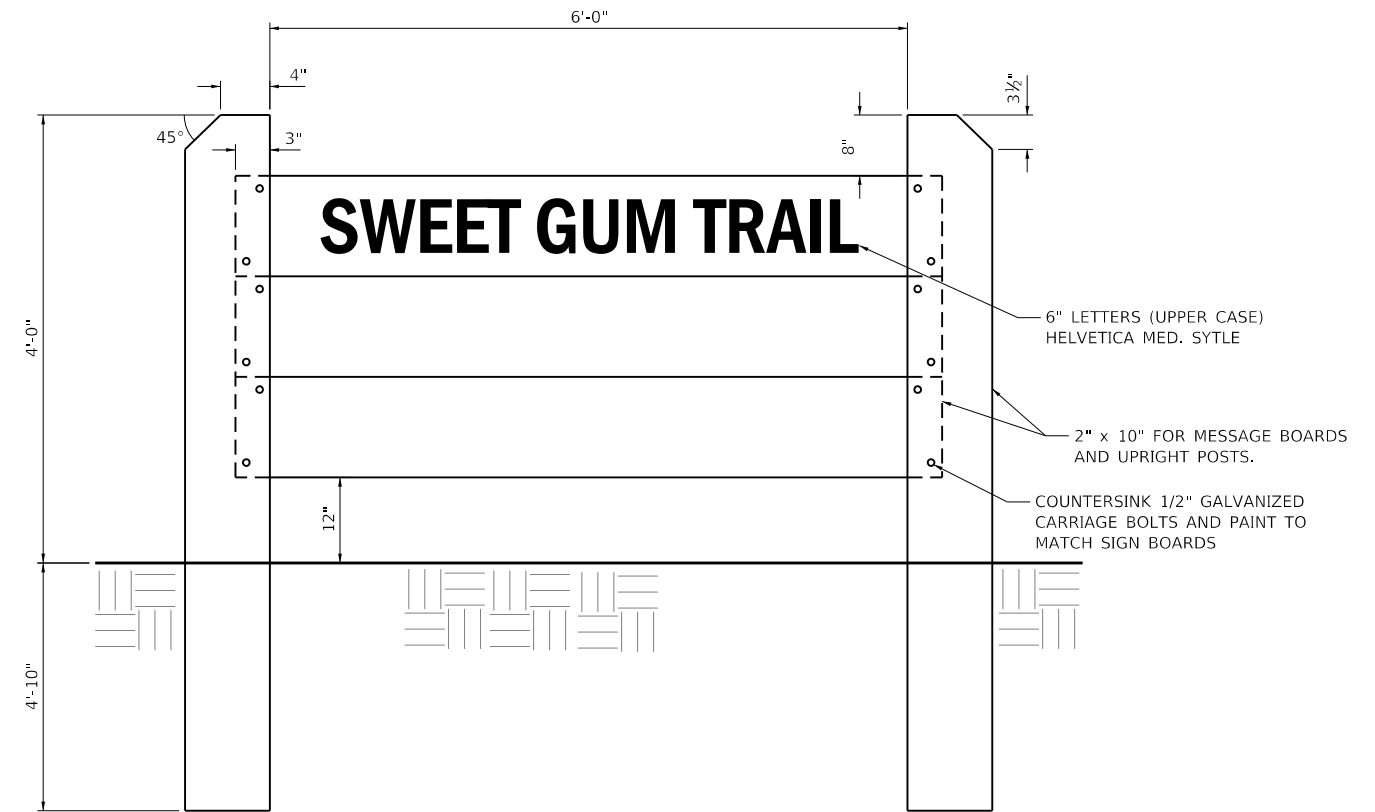 6'-0"
4"
3½"
45°
3"
8"
SWEET GUM TRAIL
6" LETTERS (UPPER CASE)
HELVETICA MED. SYTLE
4'-0"
2" x 10" FOR MESSAGE BOARDS
AND UPRIGHT POSTS.
COUNTERSINK 1/2" GALVANIZED
CARRIAGE BOLTS AND PAINT TO
MATCH SIGN BOARDS
12"
4'-10"